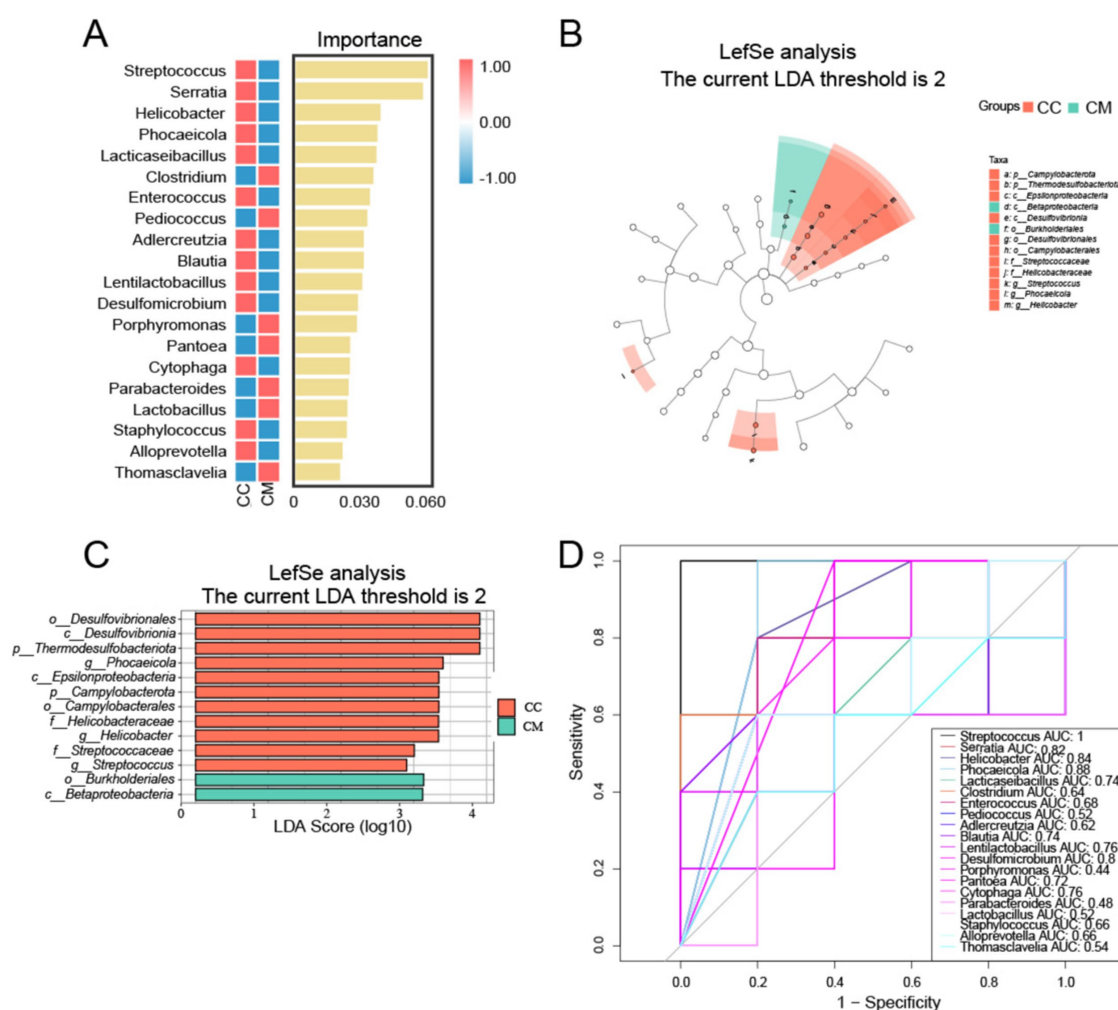 A
Importance
Streptococcus
Serratia
Helicobacter
Phocaeicola
Lacticaseibacillus
Clostridium
Enterococcus
Pediococcus
Adlercreutzia
Blautia
Lentilactobacillus
Desulfomicrobium
Porphyromonas
Pantoea
Cytophaga
Parabacteroides
Lactobacillus
Staphylococcus
Alloprevotella
Thomasclavelia
CC CM
0 0.030 0.060
1.00
0.00
-1.00
B
LefSe analysis
The current LDA threshold is 2
Groups CC CM
Taxa
a: p__Campylobacterota
b: p__Thermodesulfobacteriota
c: c__Epsilonproteobacteria
d: c__Betaproteobacteria
e: c__Desulfovibrionia
f: o__Burkholderiales
g: o__Desulfovibrionales
h: o__Campylobacterales
i: f__Streptococcaceae
j: f__Helicobacteraceae
k: g__Streptococcus
l: g__Phocaeicola
m: g__Helicobacter
C
LefSe analysis
The current LDA threshold is 2
o__Desulfovibrionales
c__Desulfovibrionia
p__Thermodesulfobacteriota
g__Phocaeicola
c__Epsilonproteobacteria
p__Campylobacterota
o__Campylobacterales
f__Helicobacteraceae
g__Helicobacter
f__Streptococcaceae
g__Streptococcus
o__Burkholderiales
c__Betaproteobacteria
0 1 2 3 4
LDA Score (log10)
CC
CM
D
Sensitivity
1.0
0.8
0.6
0.4
0.2
0.0
0.0 0.2 0.4 0.6 0.8 1.0
1 − Specificity
Streptococcus AUC: 1
Serratia AUC: 0.82
Helicobacter AUC: 0.84
Phocaeicola AUC: 0.88
Lacticaseibacillus AUC: 0.74
Clostridium AUC: 0.64
Enterococcus AUC: 0.68
Pediococcus AUC: 0.52
Adlercreutzia AUC: 0.62
Blautia AUC: 0.74
Lentilactobacillus AUC: 0.76
Desulfomicrobium AUC: 0.8
Porphyromonas AUC: 0.44
Pantoea AUC: 0.72
Cytophaga AUC: 0.76
Parabacteroides AUC: 0.48
Lactobacillus AUC: 0.52
Staphylococcus AUC: 0.66
Alloprevotella AUC: 0.66
Thomasclavelia AUC: 0.54